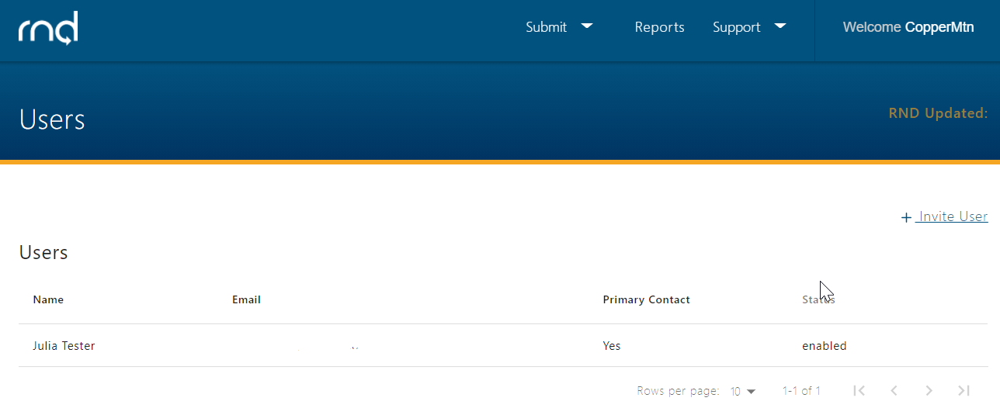 rnd
Submit Reports Support Welcome CopperMtn
Users
RND Updated:
+ Invite User
Users
Name Email Primary Contact Status
Julia Tester Yes enabled
Rows per page: 10 1-1 of 1